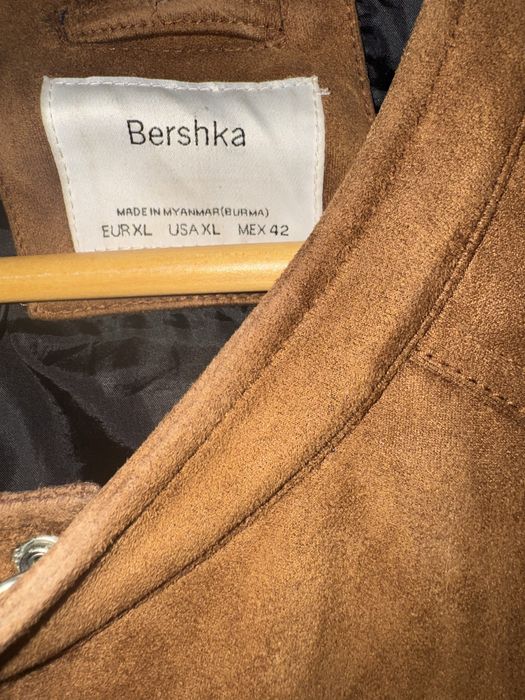 Bershka
MADE IN MYANMAR(BURMA)
EUR XL USA XL MEX 42